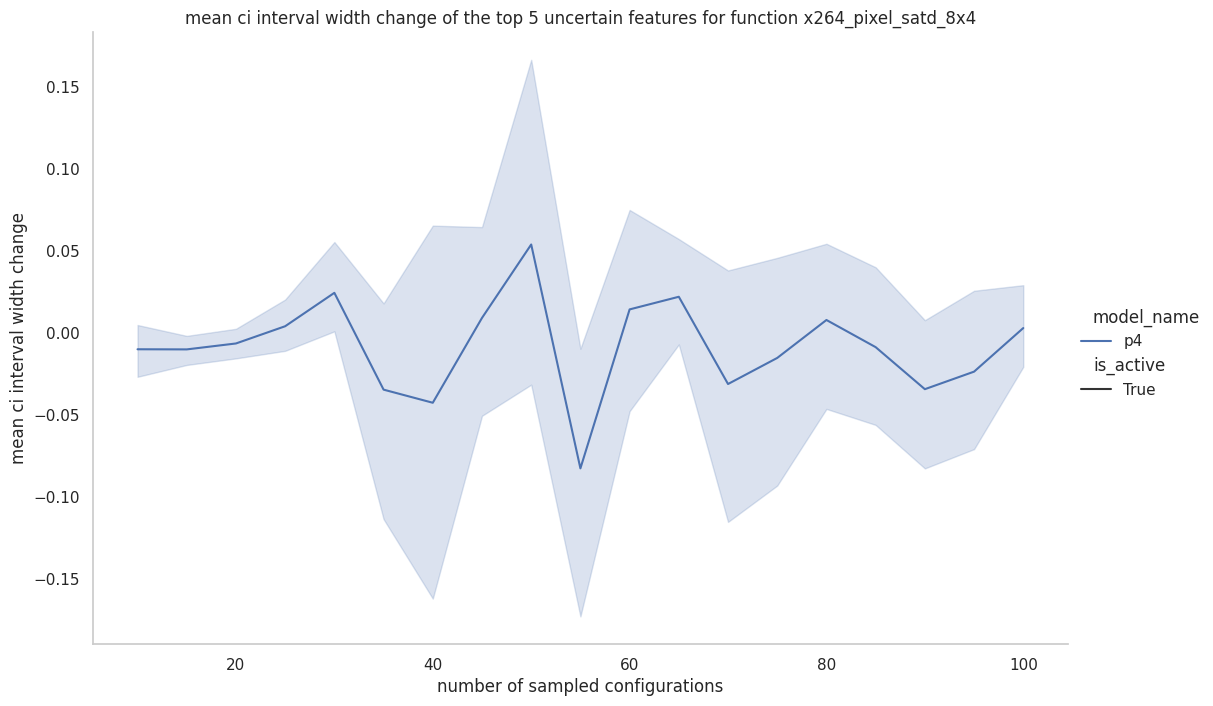 mean ci interval width change of the top 5 uncertain features for function x264_pixel_satd_8x4
mean ci interval width change
0.15
0.10
0.05
0.00
−0.05
−0.10
−0.15
20
40
60
80
100
number of sampled configurations
model_name
p4
is_active
True